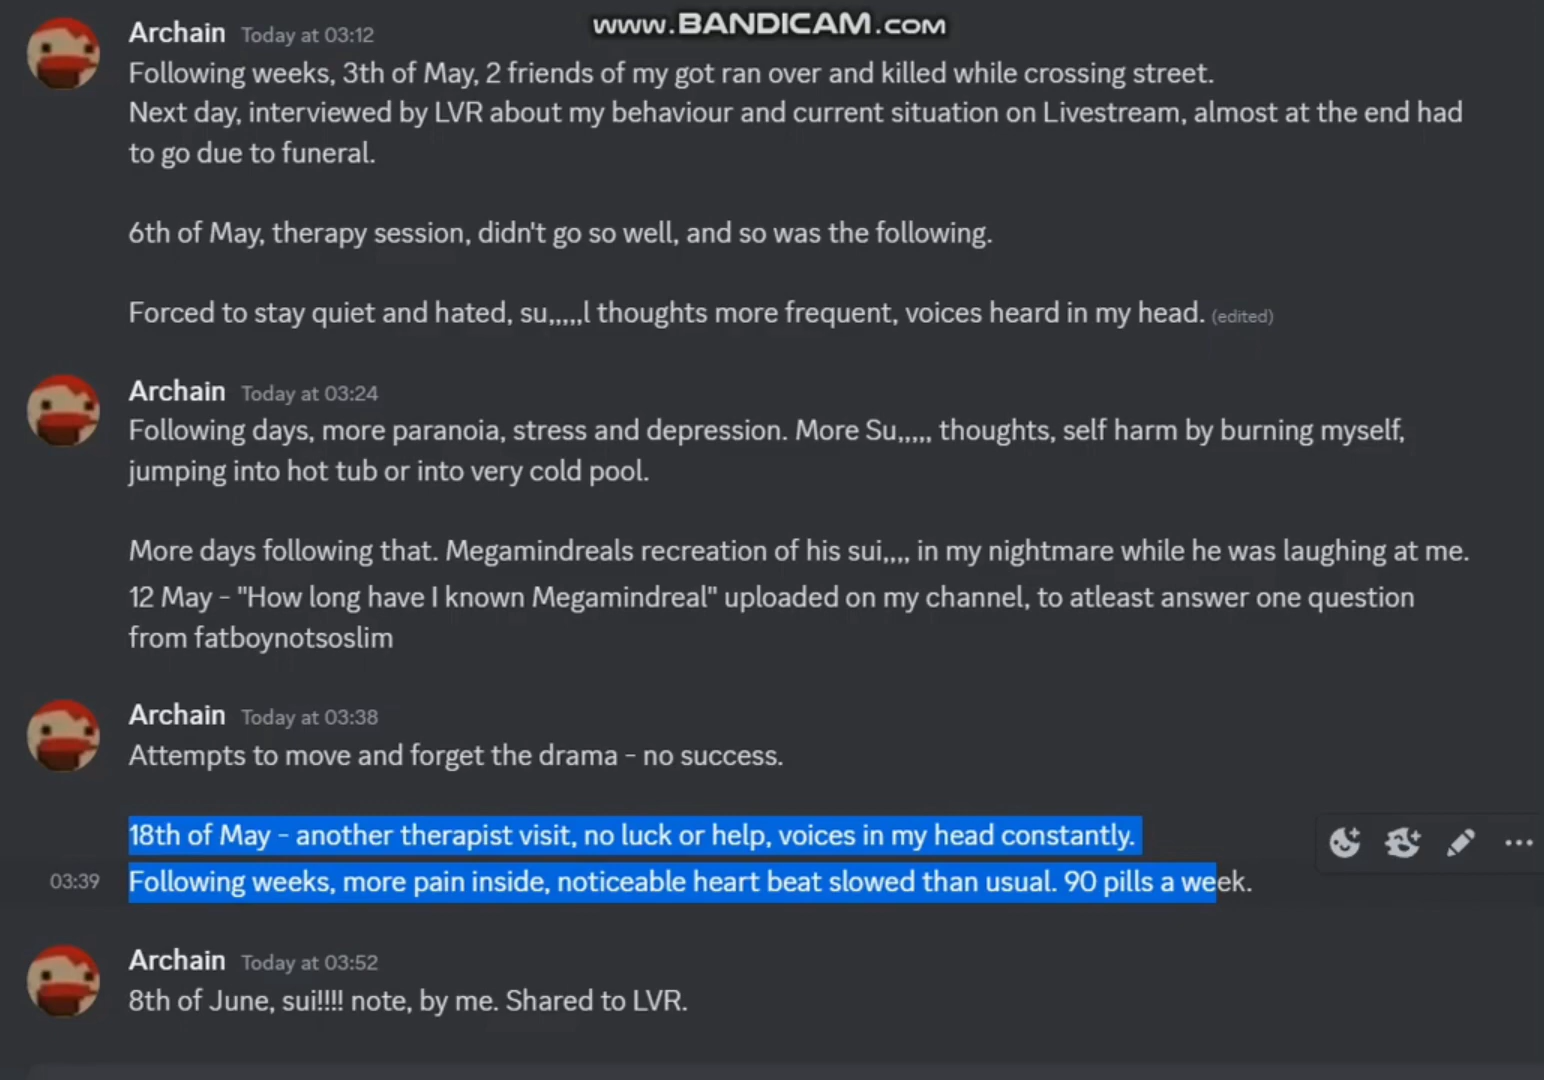 www.BANDICAM.com
Archain Today at 03:12
Following weeks, 3th of May, 2 friends of my got ran over and killed while crossing street.
Next day, interviewed by LVR about my behaviour and current situation on Livestream, almost at the end had
to go due to funeral.
6th of May, therapy session, didn't go so well, and so was the following.
Forced to stay quiet and hated, su,,,,,l thoughts more frequent, voices heard in my head. (edited)
Archain Today at 03:24
Following days, more paranoia, stress and depression. More Su,,,,, thoughts, self harm by burning myself,
jumping into hot tub or into very cold pool.
More days following that. Megamindreals recreation of his sui,,,, in my nightmare while he was laughing at me.
12 May - "How long have I known Megamindreal" uploaded on my channel, to atleast answer one question
from fatboynotsoslim
Archain Today at 03:38
Attempts to move and forget the drama - no success.
18th of May - another therapist visit, no luck or help, voices in my head constantly.
03:39 Following weeks, more pain inside, noticeable heart beat slowed than usual. 90 pills a week.
Archain Today at 03:52
8th of June, sui!!!! note, by me. Shared to LVR.